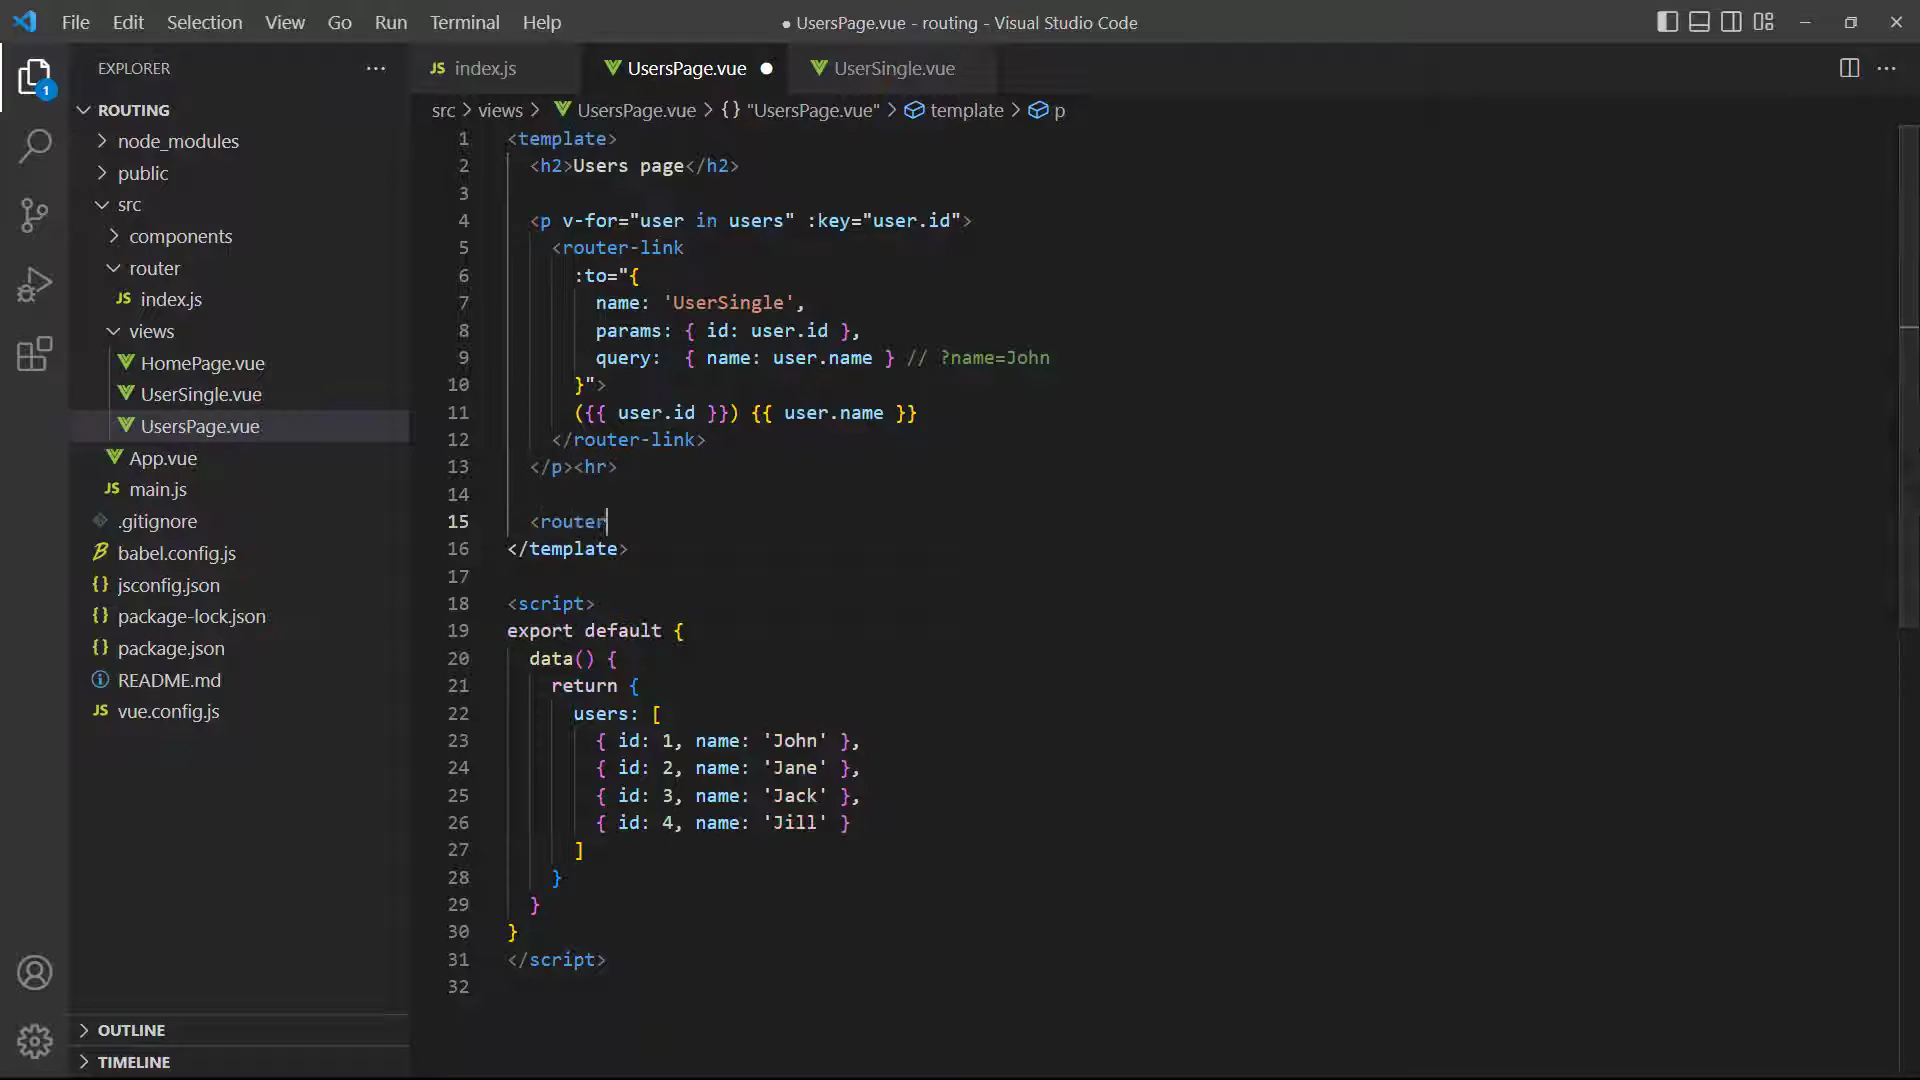 File Edit Selection View Go Run Terminal Help
● UsersPage.vue - routing - Visual Studio Code
EXPLORER
ROUTING
node_modules
public
src
components
router
JS index.js
views
HomePage.vue
UserSingle.vue
UsersPage.vue
App.vue
JS main.js
.gitignore
babel.config.js
{} jsconfig.json
{} package-lock.json
{} package.json
README.md
JS vue.config.js
OUTLINE
TIMELINE
1
JS index.js
UsersPage.vue ●
UserSingle.vue
src > views > UsersPage.vue > {} "UsersPage.vue" > template > p
1 <template>
2 <h2>Users page</h2>
3
4 <p v-for="user in users" :key="user.id">
5 <router-link
6 :to="{
7 name: 'UserSingle',
8 params: { id: user.id },
9 query:  { name: user.name } // ?name=John
10 }">
11 ({{ user.id }}) {{ user.name }}
12 </router-link>
13 </p><hr>
14
15 <router
16 </template>
17
18 <script>
19 export default {
20 data() {
21 return {
22 users: [
23 { id: 1, name: 'John' },
24 { id: 2, name: 'Jane' },
25 { id: 3, name: 'Jack' },
26 { id: 4, name: 'Jill' }
27 ]
28 }
29 }
30 }
31 </script>
32